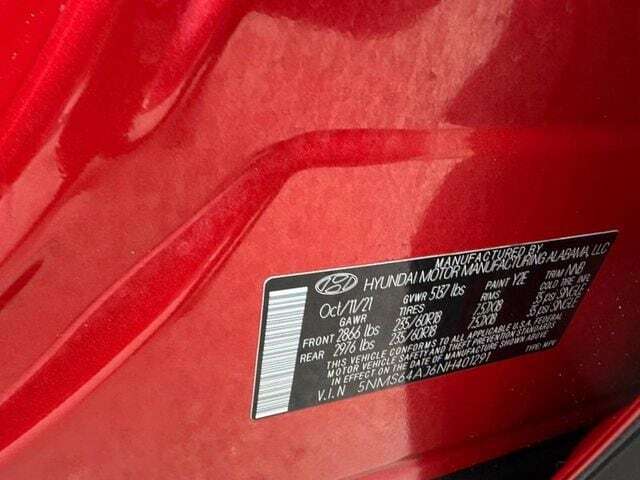 MANUFACTURED BY
HYUNDAI MOTOR MANUFACTURING ALABAMA, LLC
Oct/11/21 GVWR 5137 lbs PAINT Y2E TRIM NNB
GAWR TIRES RIMS COLD TIRE INFL
FRONT 2866 lbs 235/60R18 7.5JX18 35 psi SINGLE
REAR 2976 lbs 235/60R18 7.5JX18 35 psi SINGLE
THIS VEHICLE CONFORMS TO ALL APPLICABLE U.S.A. FEDERAL
MOTOR VEHICLE SAFETY AND THEFT PREVENTION STANDARDS
IN EFFECT ON THE DATE OF MANUFACTURE SHOWN ABOVE.
V.I.N 5NMS64AJ6NH401291 TYPE: MPV